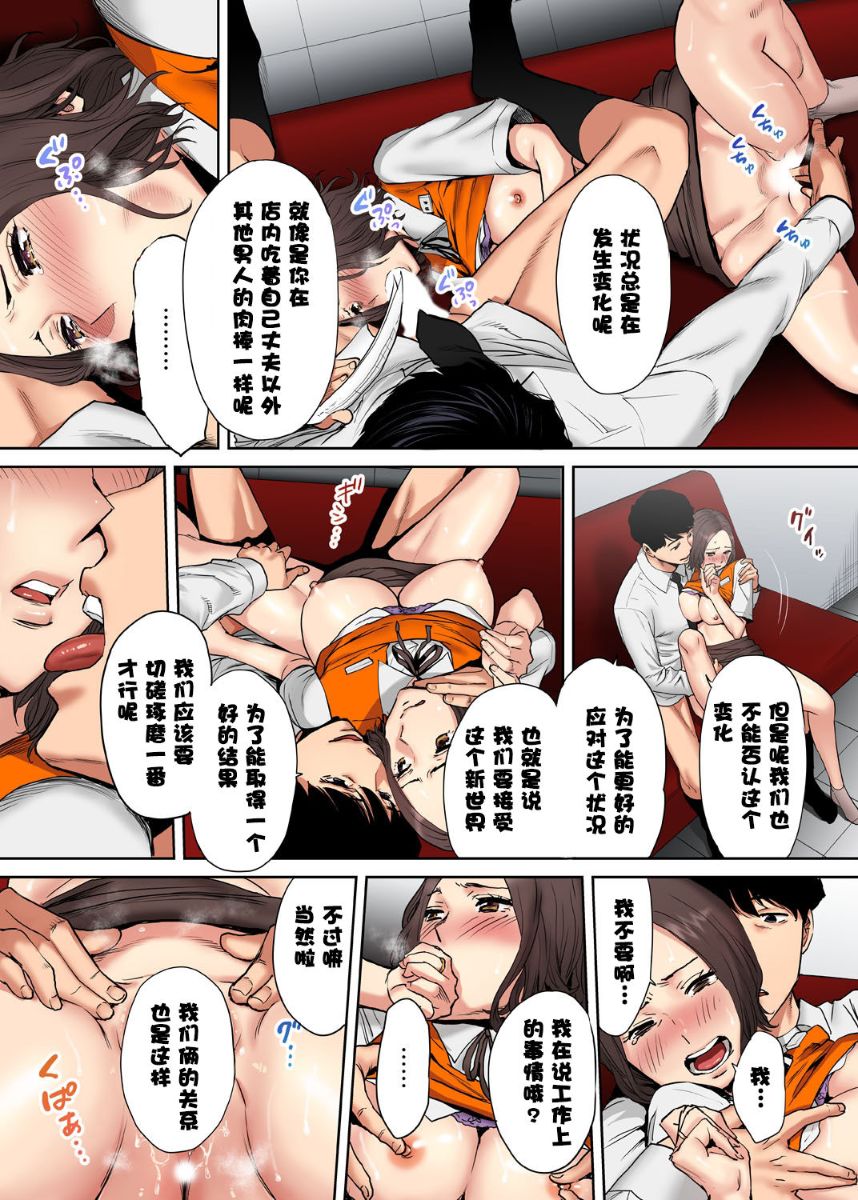 状况总是在
发生变化呢
くちゅ
くちゅ
くちゅ
就像是你在
店内吃着自己丈夫以外
其他男人的肉棒一样呢
ぐぷっ
ぐぷっ…
………
グイッ
但是呢我们也
不能否认这个
变化
为了能更好的
应对这个状况
也就是说
我们要接受
这个新世界
ギシ…
为了能取得一个
好的结果
我们应该要
切磋琢磨一番
才行呢
我不要啊…
我…
我在说工作上
的事情哦？
……
不过嘛
当然啦
我们俩的关系
也是这样
グッ…
くぱぁ…